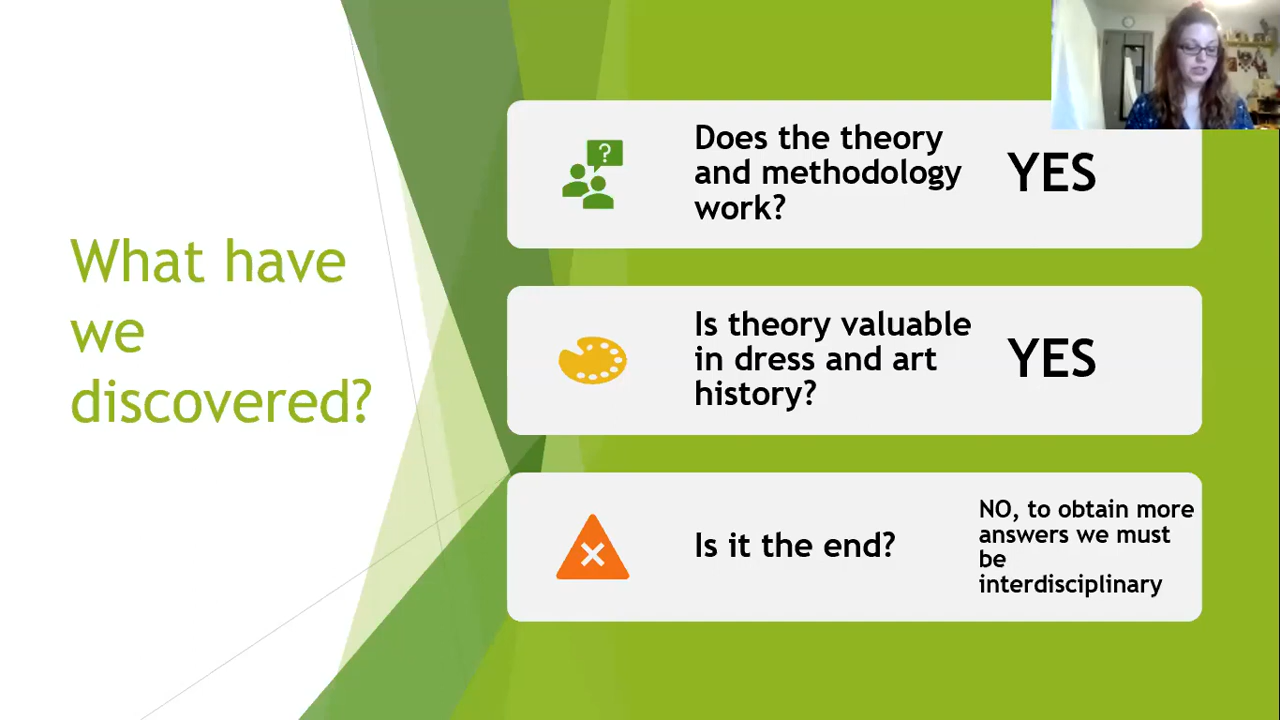 What have
we
discovered?
Does the theory
and methodology
work?
YES
Is theory valuable
in dress and art
history?
YES
Is it the end?
NO, to obtain more
answers we must
be
interdisciplinary
?